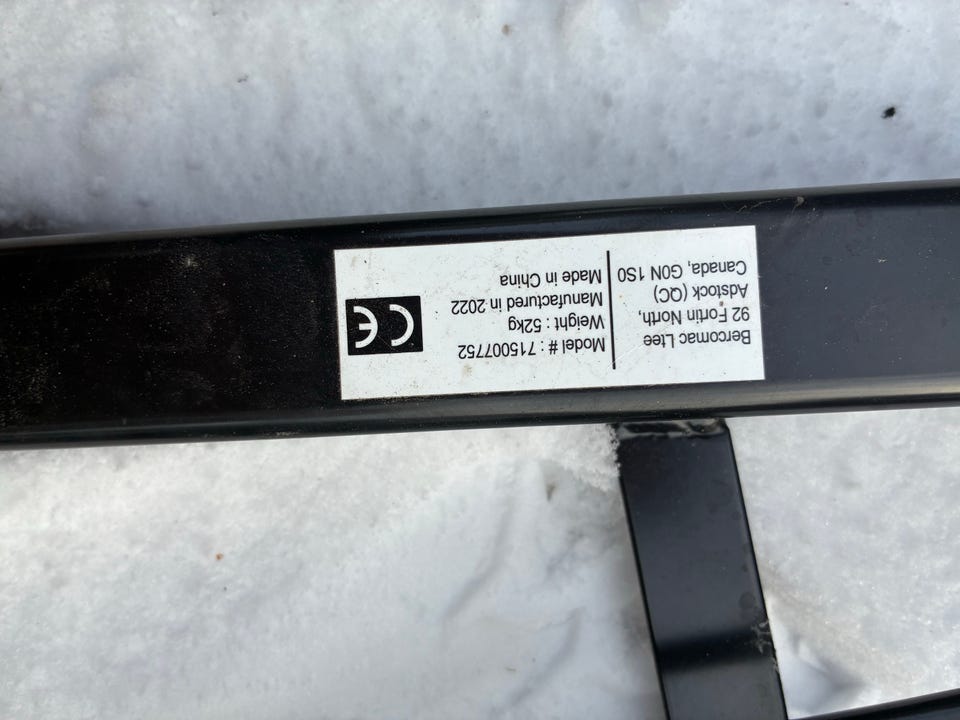 Bercomac Ltee
92 Fortin North,
Adstock (QC)
Canada, G0N 1S0
Model # : 715007752
Weight : 52kg
Manufactured in 2022
Made in China
CE